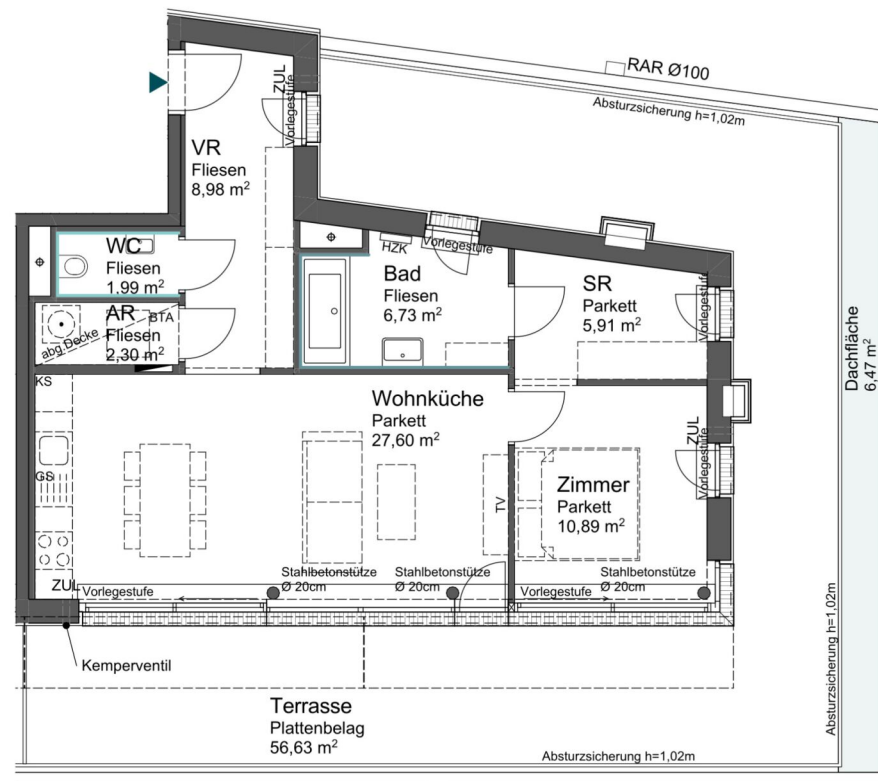 RAR Ø100
Absturzsicherung h=1,02m
ZUL
Vorlegestufe
VR
Fliesen
8,98 m²
WC
Fliesen
1,99 m²
HZK
Vorlegestufe
Bad
Fliesen
6,73 m²
SR
Parkett
5,91 m²
Vorlegestufe
AR
BTA
Fliesen
2,30 m²
abg.Decke
Dachfläche
6,47 m²
KS
Wohnküche
Parkett
27,60 m²
GS
TV
ZUL
Vorlegestufe
Zimmer
Parkett
10,89 m²
ZUL
Vorlegestufe
Stahlbetonstütze
Ø 20cm
Stahlbetonstütze
Ø 20cm
Vorlegestufe
Stahlbetonstütze
Ø 20cm
Absturzsicherung h=1,02m
Kemperventil
Terrasse
Plattenbelag
56,63 m²
Absturzsicherung h=1,02m